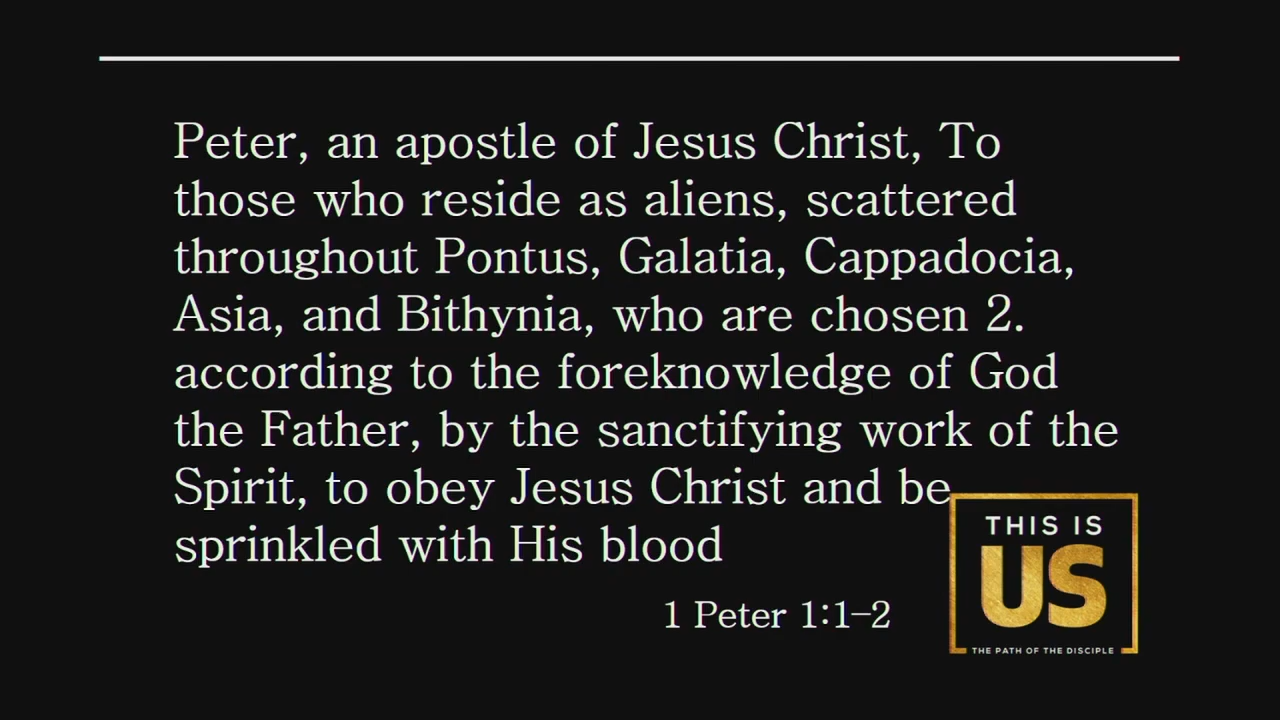 Peter, an apostle of Jesus Christ, To
those who reside as aliens, scattered
throughout Pontus, Galatia, Cappadocia,
Asia, and Bithynia, who are chosen 2.
according to the foreknowledge of God
the Father, by the sanctifying work of the
Spirit, to obey Jesus Christ and be
sprinkled with His blood
1 Peter 1:1–2
THIS IS
US
THE PATH OF THE DISCIPLE